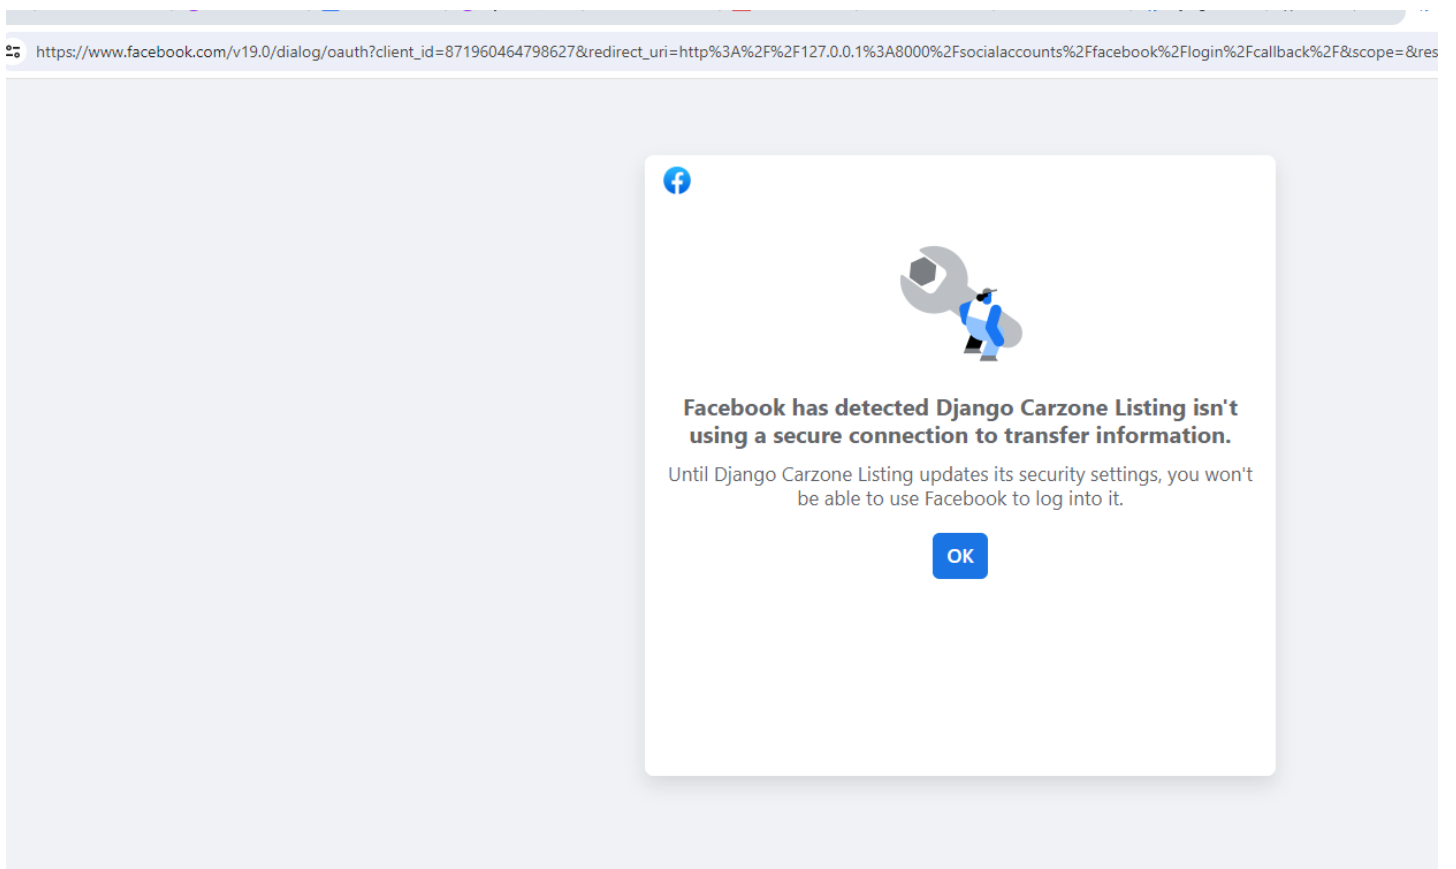 https://www.facebook.com/v19.0/dialog/oauth?client_id=871960464798627&redirect_uri=http%3A%2F%2F127.0.0.1%3A8000%2Fsocialaccounts%2Ffacebook%2Flogin%2Fcallback%2F&scope=&res
Facebook has detected Django Carzone Listing isn't
using a secure connection to transfer information.
Until Django Carzone Listing updates its security settings, you won't
be able to use Facebook to log into it.
OK